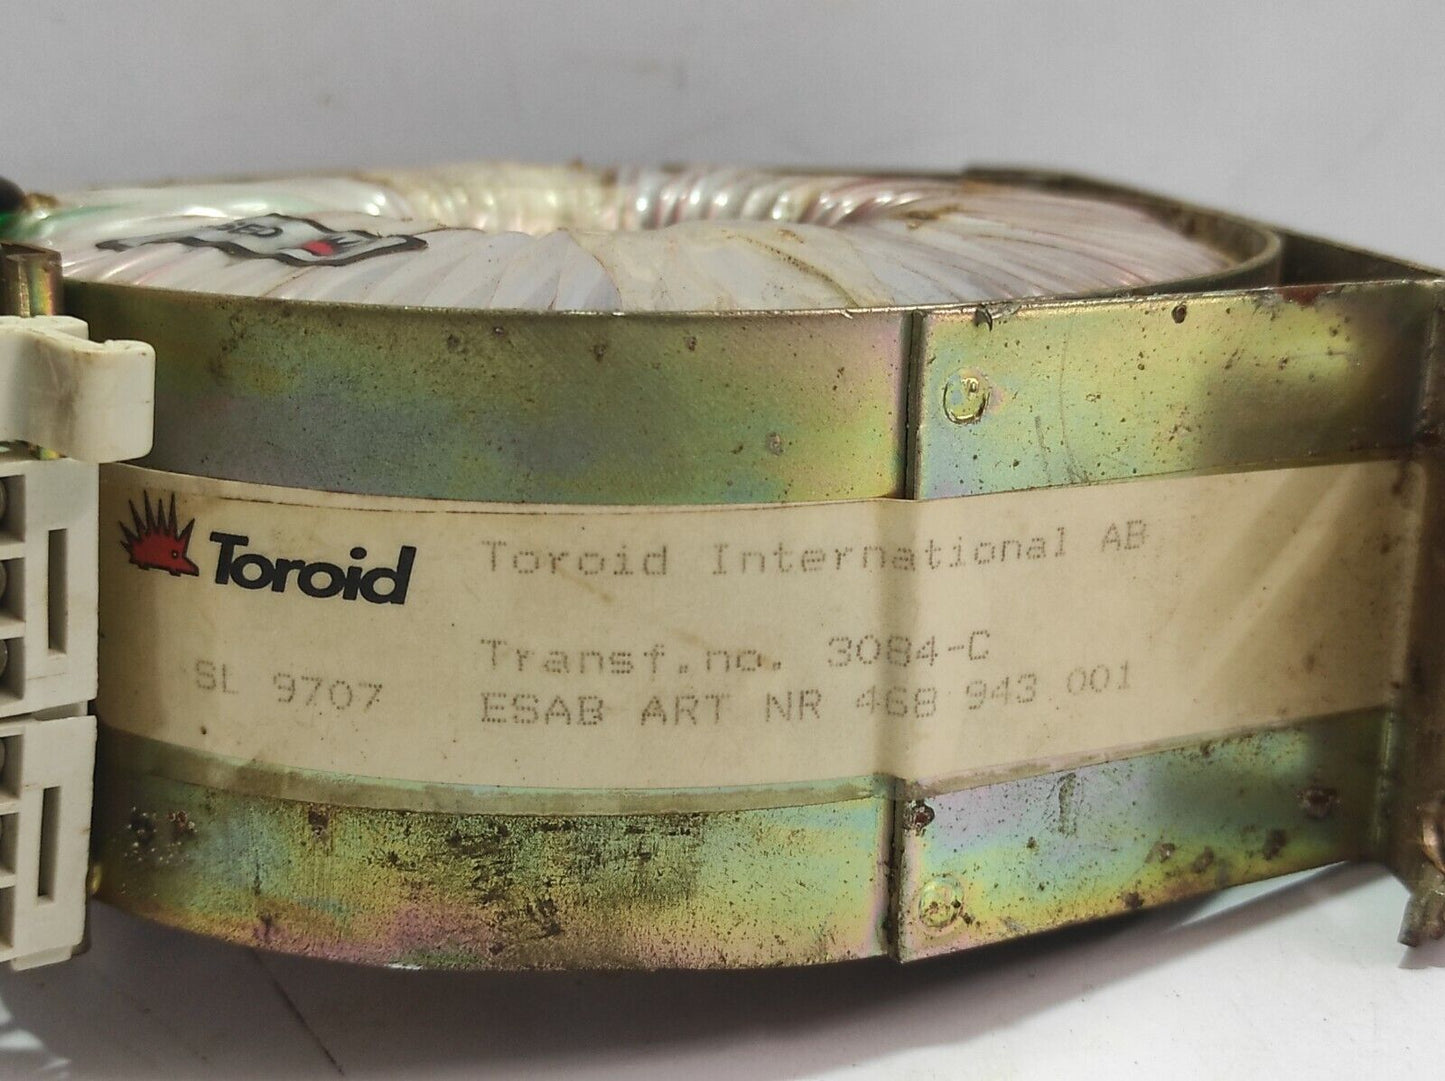 Toroid
Toroid International AB
Transf.no. 3084-C
SL 9707
ESAB ART NR 468 943 001